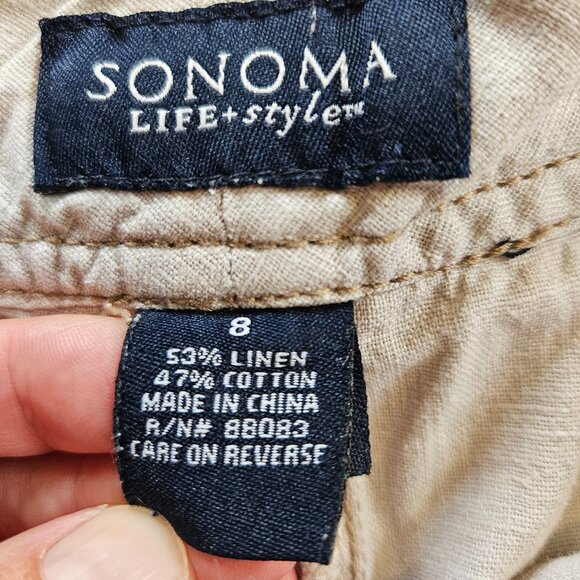 SONOMA
LIFE+style™
8
53% LINEN
47% COTTON
MADE IN CHINA
R/N# 88083
CARE ON REVERSE